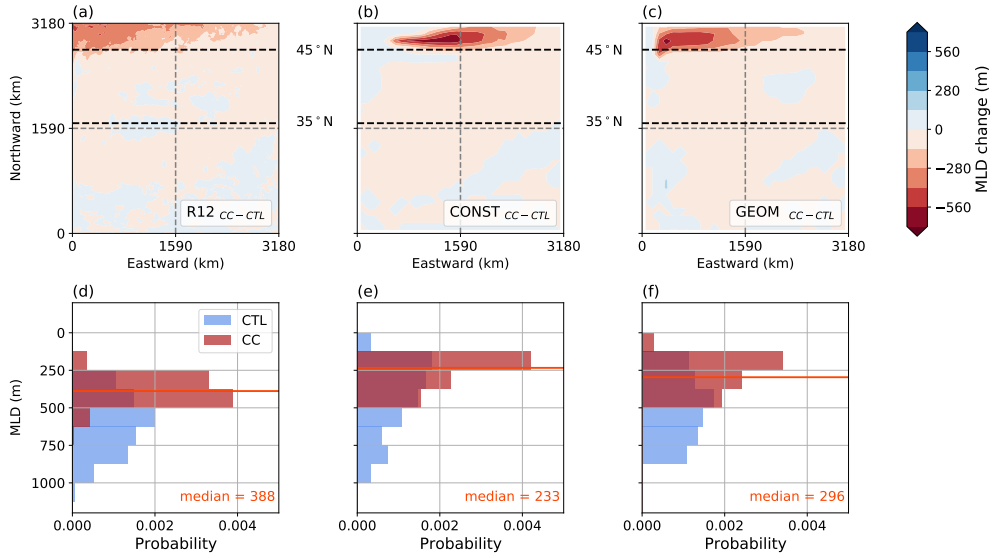 (a)
(b)
(c)
3180
1590
0
Northward (km)
45°N
35°N
45°N
35°N
R12 CC−CTL
CONST CC−CTL
GEOM CC−CTL
0 1590 3180
0 1590 3180
0 1590 3180
Eastward (km)
Eastward (km)
Eastward (km)
560
280
0
−280
−560
MLD change (m)
(d)
(e)
(f)
0
250
500
750
1000
MLD (m)
CTL
CC
median = 388
median = 233
median = 296
0.000 0.002 0.004
0.000 0.002 0.004
0.000 0.002 0.004
Probability
Probability
Probability